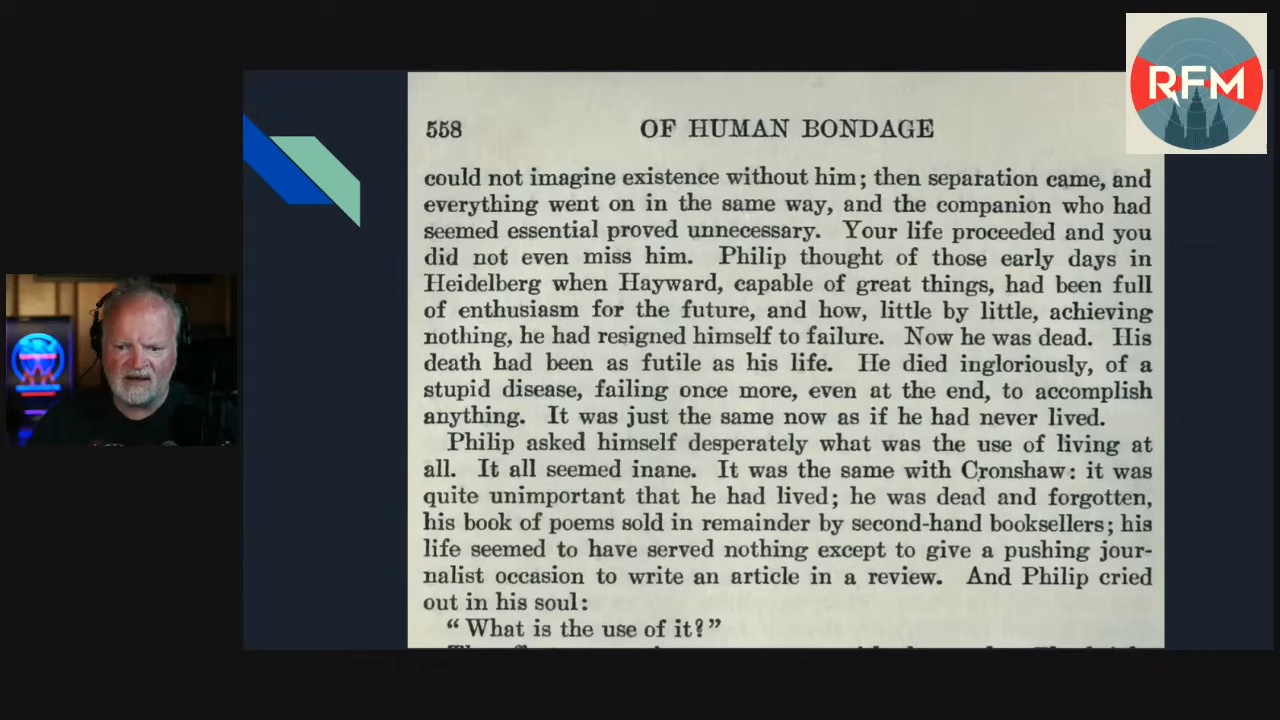 RFM
558 OF HUMAN BONDAGE
could not imagine existence without him; then separation came, and
everything went on in the same way, and the companion who had
seemed essential proved unnecessary. Your life proceeded and you
did not even miss him. Philip thought of those early days in
Heidelberg when Hayward, capable of great things, had been full
of enthusiasm for the future, and how, little by little, achieving
nothing, he had resigned himself to failure. Now he was dead. His
death had been as futile as his life. He died ingloriously, of a
stupid disease, failing once more, even at the end, to accomplish
anything. It was just the same now as if he had never lived.
Philip asked himself desperately what was the use of living at
all. It all seemed inane. It was the same with Cronshaw: it was
quite unimportant that he had lived; he was dead and forgotten,
his book of poems sold in remainder by second-hand booksellers; his
life seemed to have served nothing except to give a pushing jour-
nalist occasion to write an article in a review. And Philip cried
out in his soul:
“What is the use of it?”